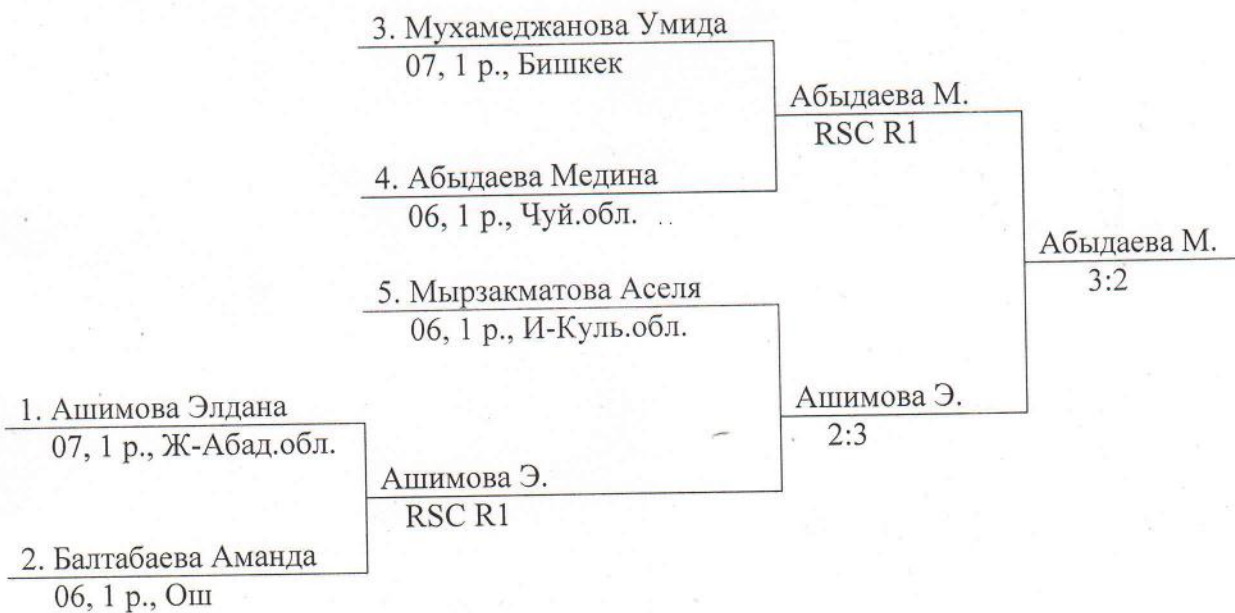 3. Мухамеджанова Умида
07, 1 р., Бишкек
Абыдаева М.
RSC R1
4. Абыдаева Медина
06, 1 р., Чуй.обл.
Абыдаева М.
3:2
5. Мырзакматова Аселя
06, 1 р., И-Куль.обл.
Ашимова Э.
2:3
1. Ашимова Элдана
07, 1 р., Ж-Абад.обл.
Ашимова Э.
RSC R1
2. Балтабаева Аманда
06, 1 р., Ош